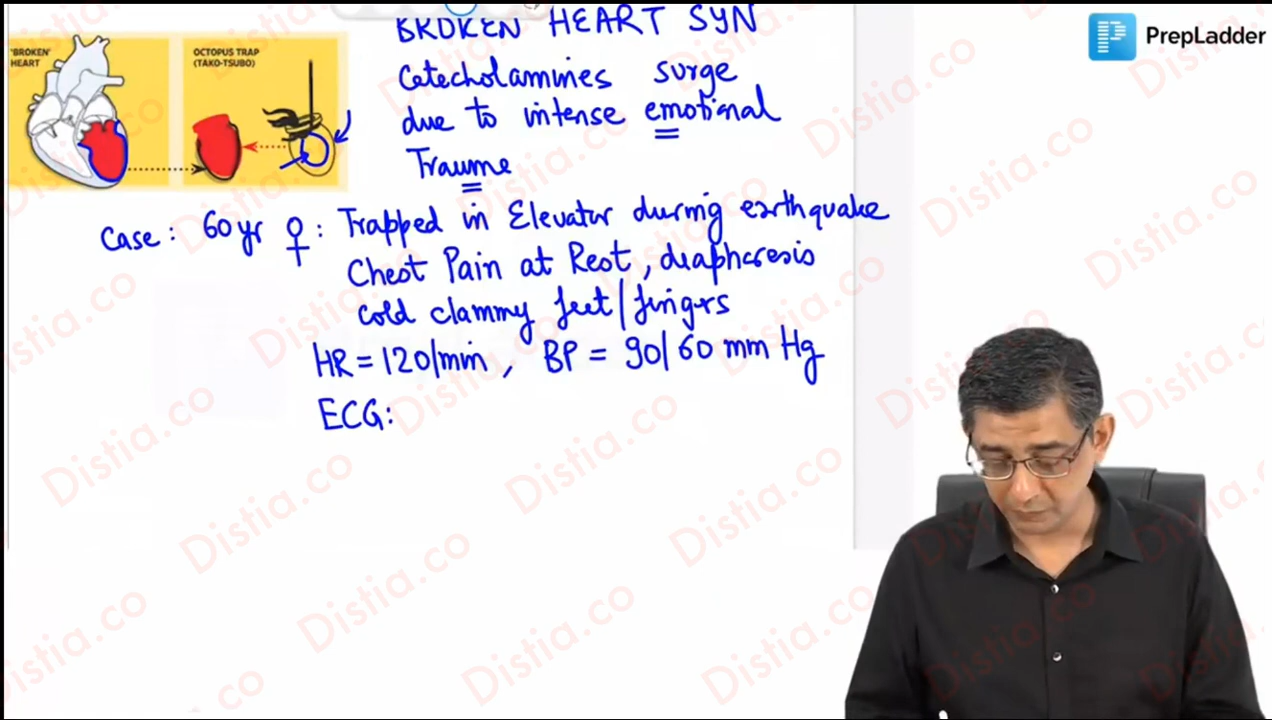 BROKEN HEART SYN
PrepLadder
'BROKEN' HEART
OCTOPUS TRAP
(TAKO-TSUBO)
Catecholamines surge
due to intense emotional
Traume
Case: 60 yr ♀: Trapped in Elevator during earthquake
Chest Pain at Rest, diaphoresis
cold clammy feet/fingers
HR = 120/min, BP = 90/60 mm Hg
ECG:
Distia.co